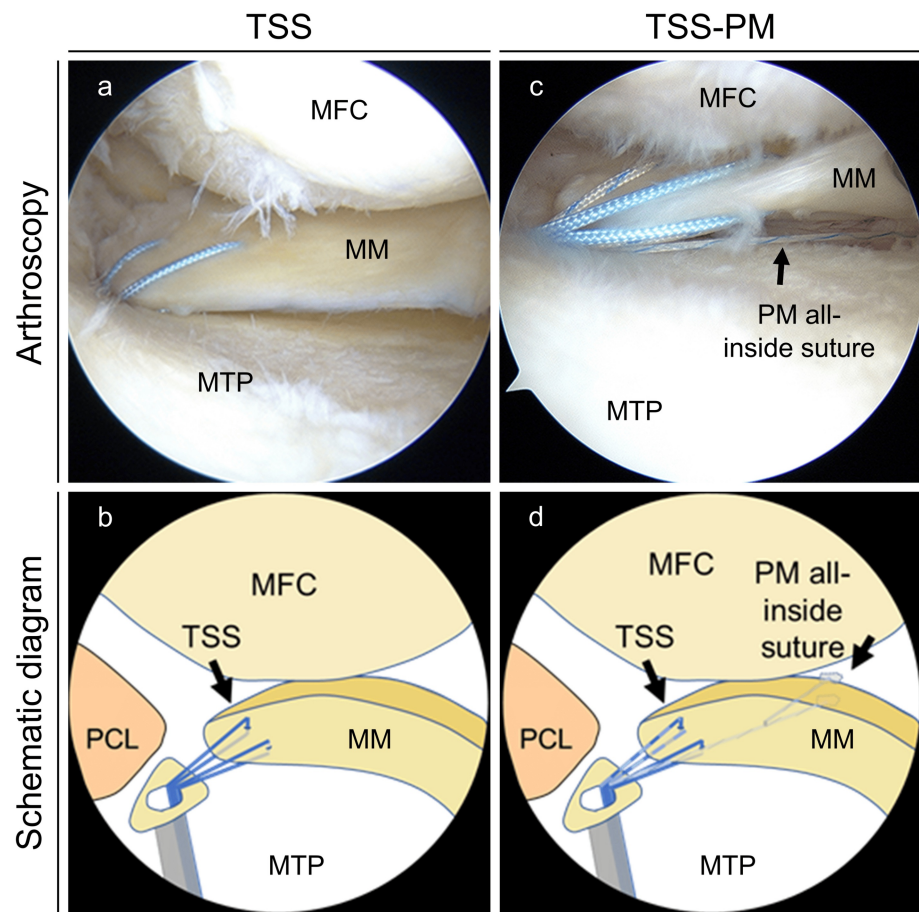 TSS
TSS-PM
Arthroscopy
a
MFC
MM
MTP
c
MFC
MM
PM all-
inside suture
MTP
Schematic diagram
b
MFC
TSS
PCL
MM
MTP
d
MFC
PM all-
inside
suture
TSS
PCL
MM
MTP